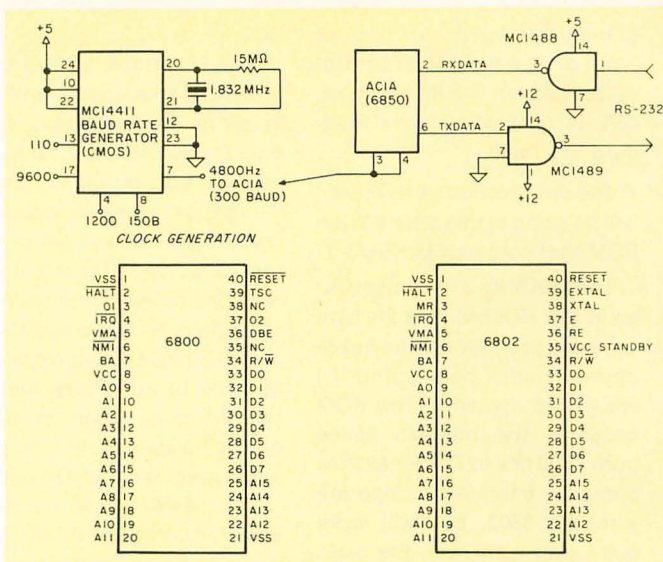 +5
24
10
22
13
110
9600
17
MC14411
BAUD RATE
GENERATOR
(CMOS)
20
15MΩ
1.832 MHz
21
12
23
7
4800Hz
TO ACIA
(300 BAUD)
4
8
1200
150B
CLOCK GENERATION
ACIA
(6850)
2
RXDATA
6
TXDATA
3
4
MC1488
+5
14
3
1
7
RS-232
+12
14
2
3
7
1
MC1489
+12
6800
VSS 1
HALT 2
O1 3
IRQ 4
VMA 5
NMI 6
BA 7
VCC 8
A0 9
A1 10
A2 11
A3 12
A4 13
A5 14
A6 15
A7 16
A8 17
A9 18
A10 19
A11 20
40 RESET
39 TSC
38 NC
37 O2
36 DBE
35 NC
34 R/W
33 D0
32 D1
31 D2
30 D3
29 D4
28 D5
27 D6
26 D7
25 A15
24 A14
23 A13
22 A12
21 VSS
6802
VSS 1
HALT 2
MR 3
IRQ 4
VMA 5
NMI 6
BA 7
VCC 8
A0 9
A1 10
A2 11
A3 12
A4 13
A5 14
A6 15
A7 16
A8 17
A9 18
A10 19
A11 20
40 RESET
39 EXTAL
38 XTAL
37 E
36 RE
35 VCC STANDBY
34 R/W
33 D0
32 D1
31 D2
30 D3
29 D4
28 D5
27 D6
26 D7
25 A15
24 A14
23 A13
22 A12
21 VSS